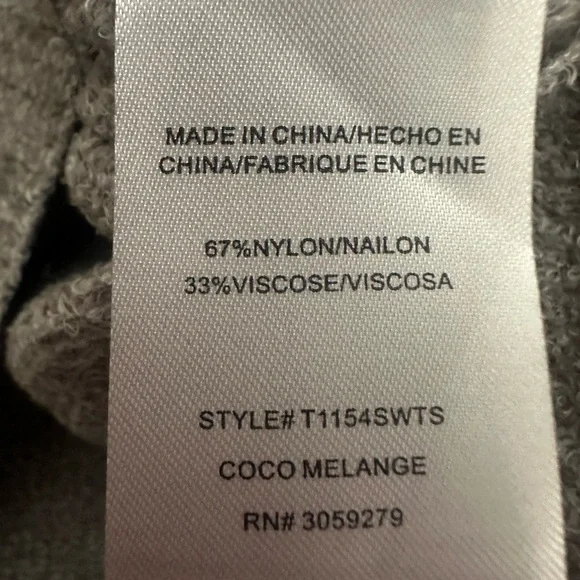 MADE IN CHINA/HECHO EN
CHINA/FABRIQUE EN CHINE
67%NYLON/NAILON
33%VISCOSE/VISCOSA
STYLE# T1154SWTS
COCO MELANGE
RN# 3059279